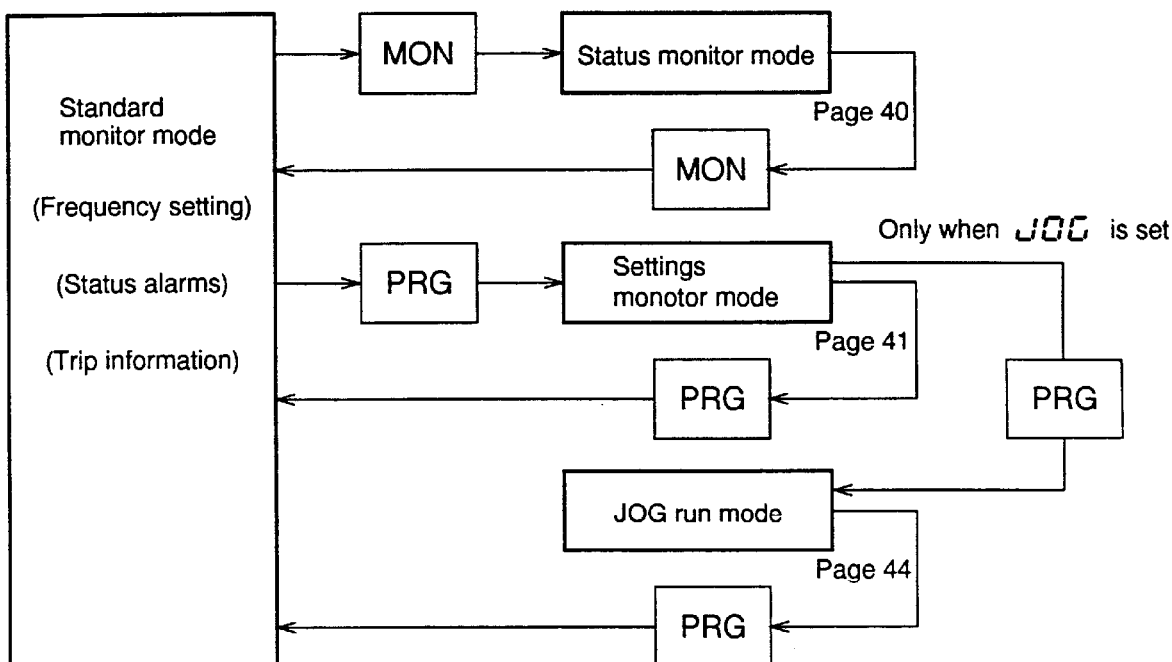 MON
Status monitor mode
Standard
monitor mode
Page 40
MON
(Frequency setting)
Only when JOG is set
(Status alarms)
PRG
Settings
monotor mode
Page 41
(Trip information)
PRG
PRG
JOG run mode
Page 44
PRG